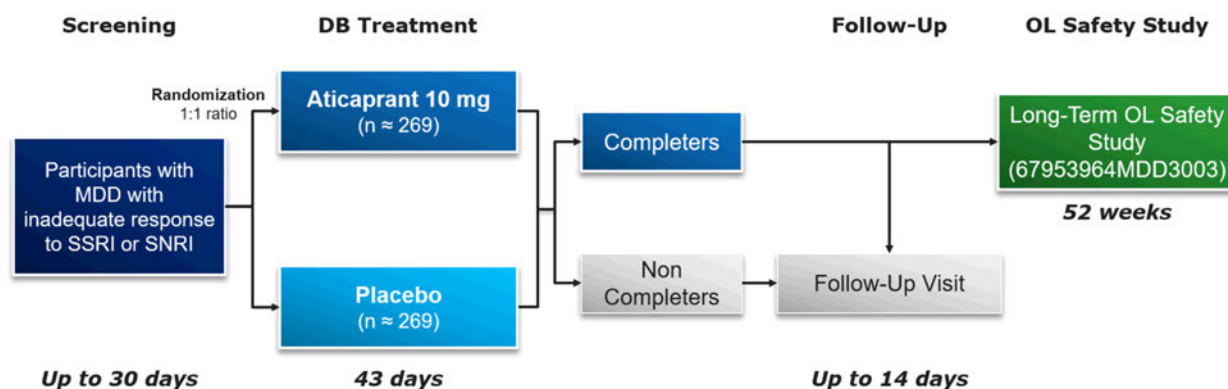 Screening
DB Treatment
Follow-Up
OL Safety Study
Randomization
1:1 ratio
Participants with
MDD with
inadequate response
to SSRI or SNRI
Aticaprant 10 mg
(n ≈ 269)
Placebo
(n ≈ 269)
Completers
Non
Completers
Follow-Up Visit
Long-Term OL Safety
Study
(67953964MDD3003)
52 weeks
Up to 30 days
43 days
Up to 14 days